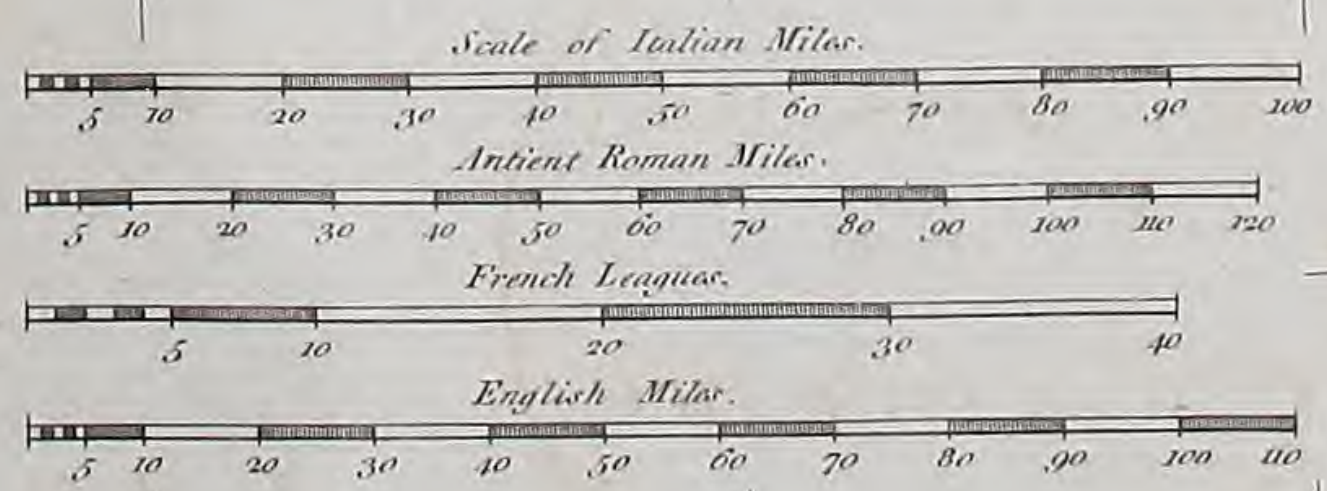 Scale of Italian Miles.
5 10 20 30 40 50 60 70 80 90 100
Antient Roman Miles.
5 10 20 30 40 50 60 70 80 90 100 110 120
French Leagues.
5 10 20 30 40
English Miles.
5 10 20 30 40 50 60 70 80 90 100 110